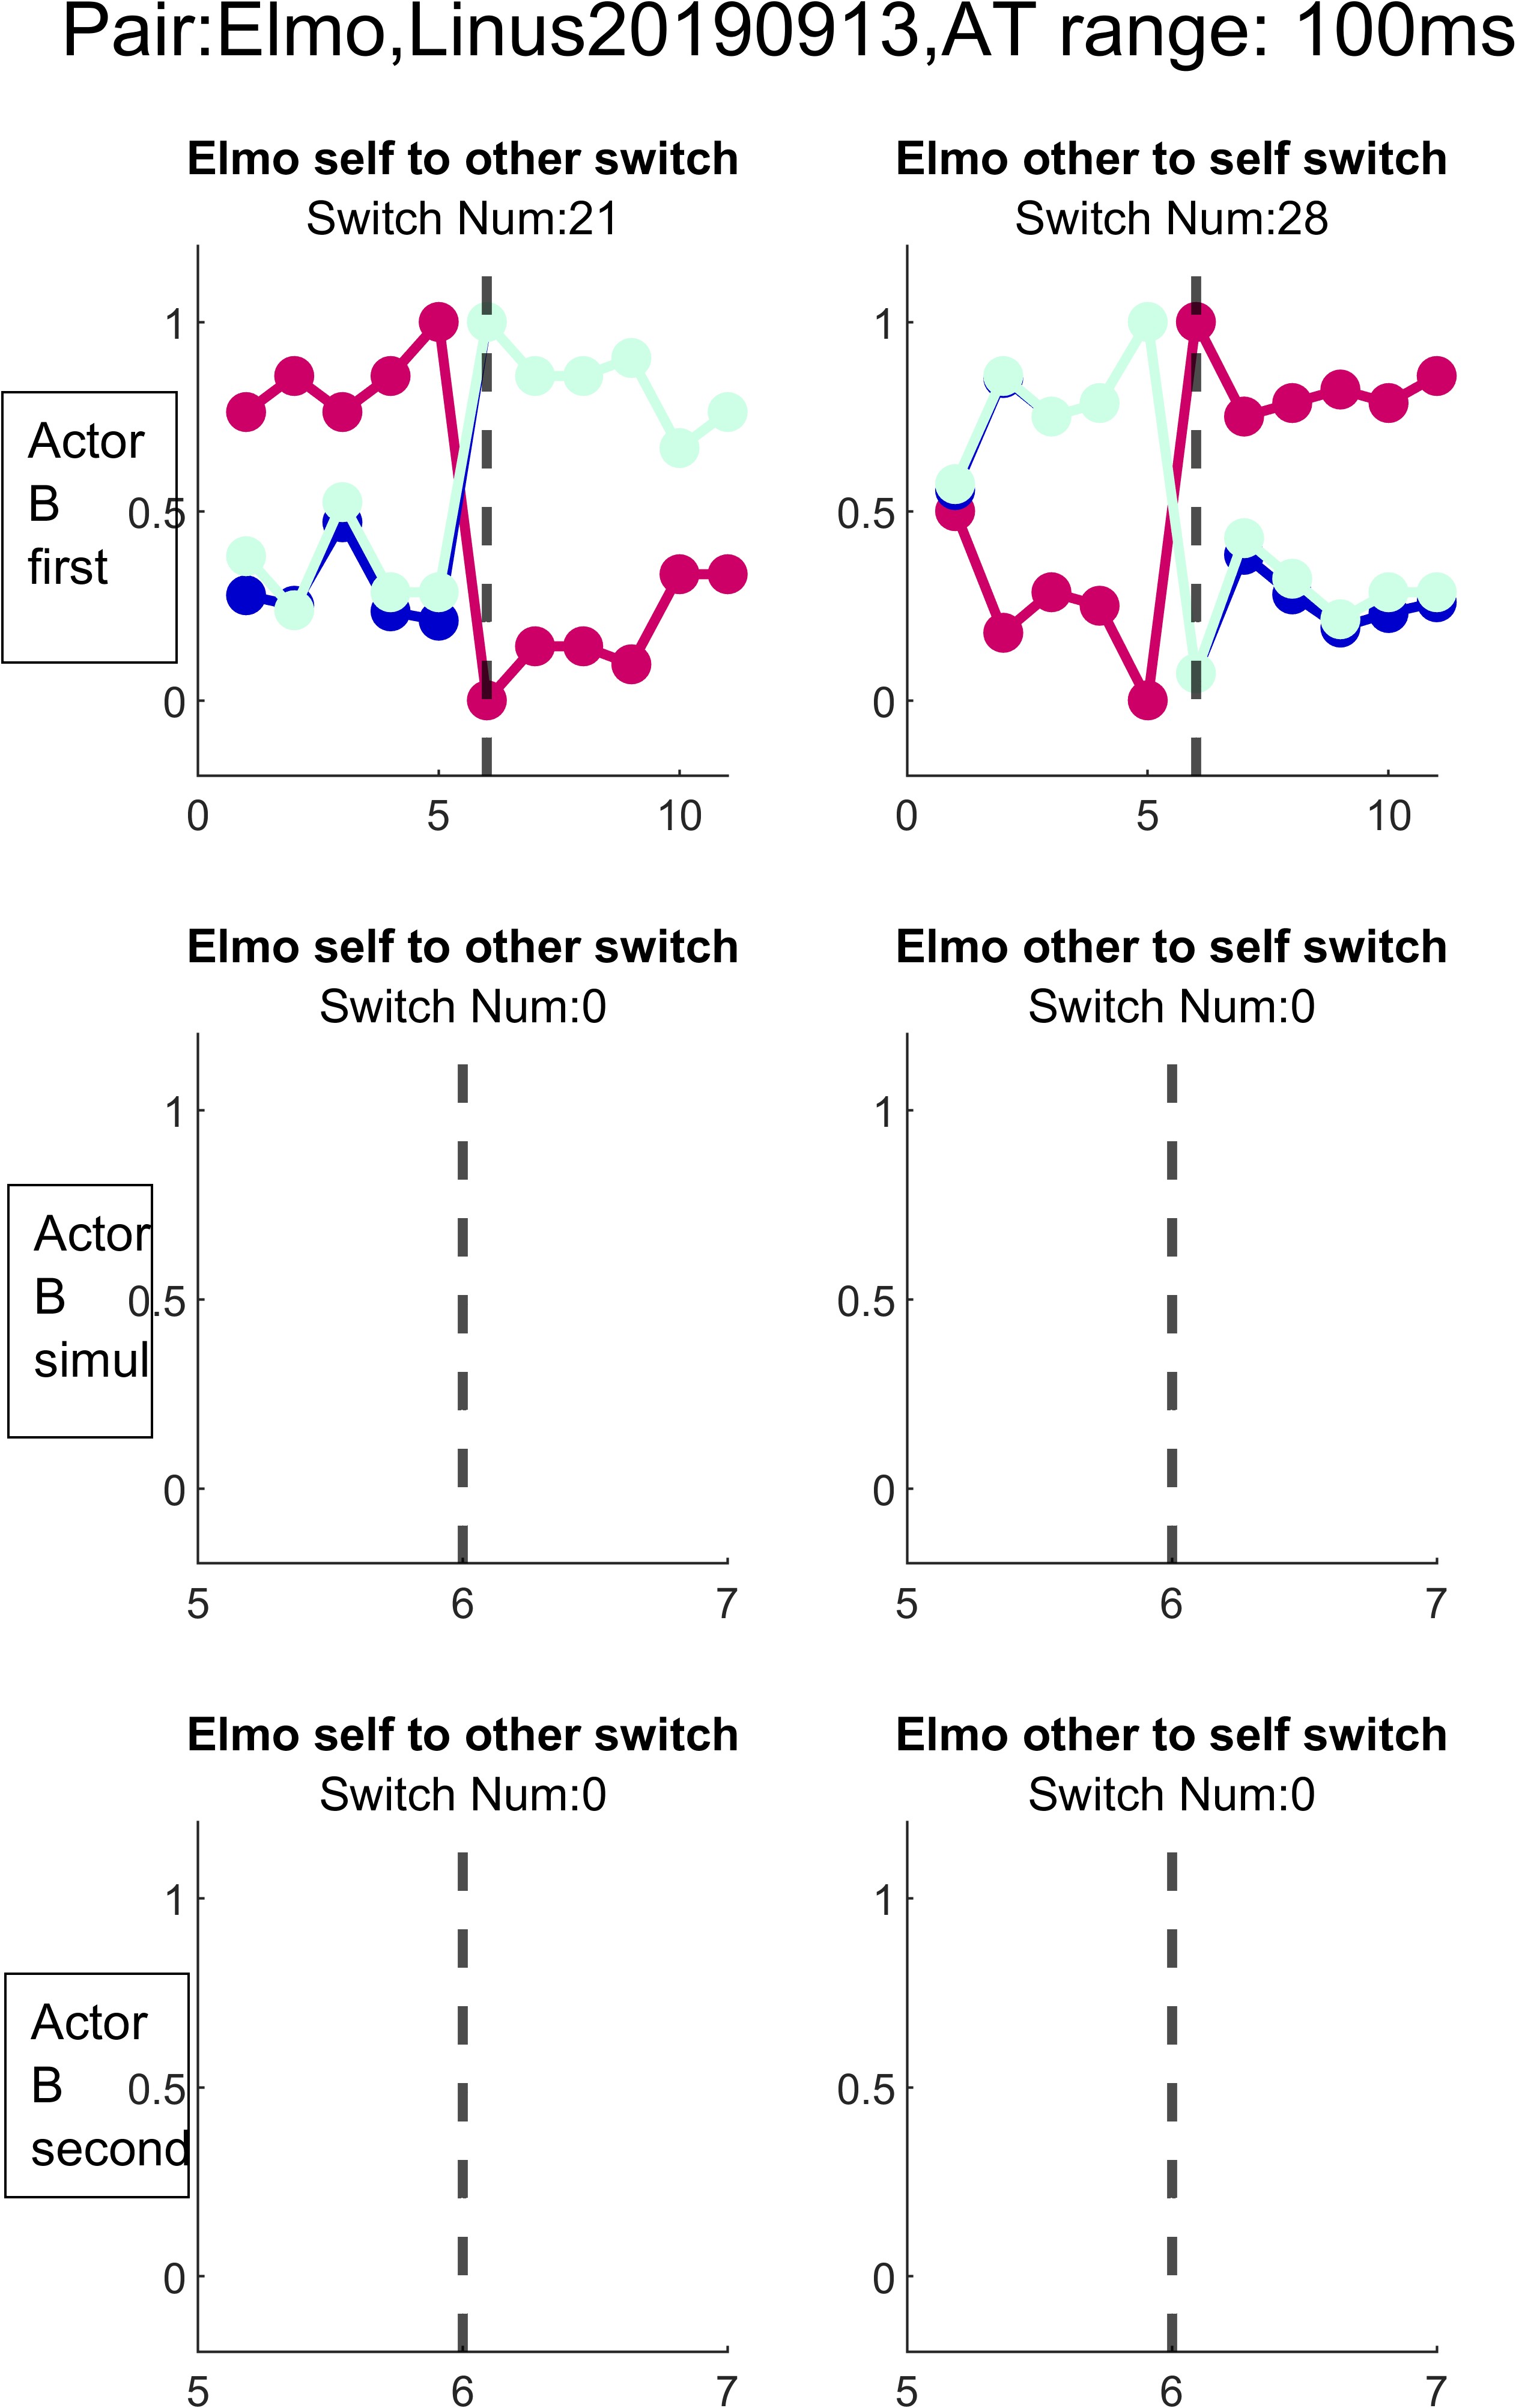 Pair:Elmo,Linus20190913,AT range: 100ms
Elmo self to other switch
Switch Num:21
Elmo other to self switch
Switch Num:28
Actor
B
first
1
0.5
0
0
5
10
1
0.5
0
0
5
10
Elmo self to other switch
Switch Num:0
Elmo other to self switch
Switch Num:0
Actor
B
simul
1
0.5
0
5
6
7
1
0.5
0
5
6
7
Elmo self to other switch
Switch Num:0
Elmo other to self switch
Switch Num:0
Actor
B
second
1
0.5
0
5
6
7
1
0.5
0
5
6
7